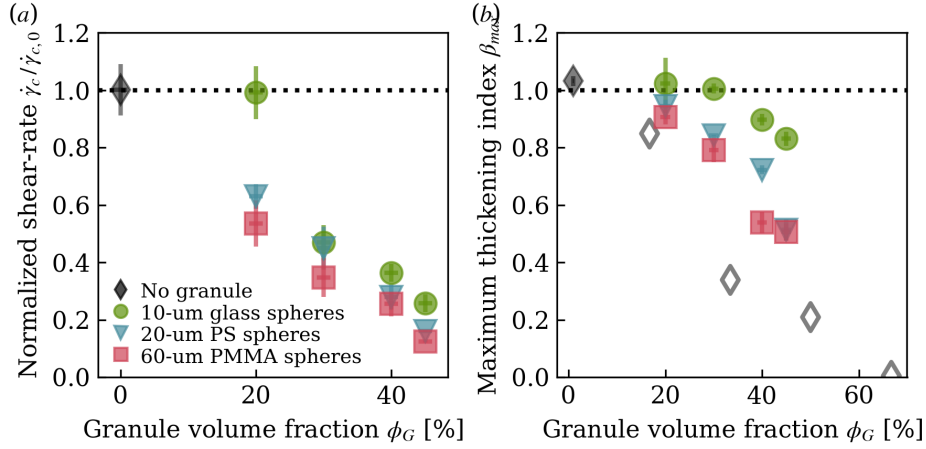 (a)
Normalized shear-rate γ̇c/γ̇c,0
1.2
1.0
0.8
0.6
0.4
0.2
0.0
No granule
10-um glass spheres
20-um PS spheres
60-um PMMA spheres
0
20
40
Granule volume fraction ϕG [%]
(b)
Maximum thickening index βmax
1.2
1.0
0.8
0.6
0.4
0.2
0.0
0
20
40
60
Granule volume fraction ϕG [%]